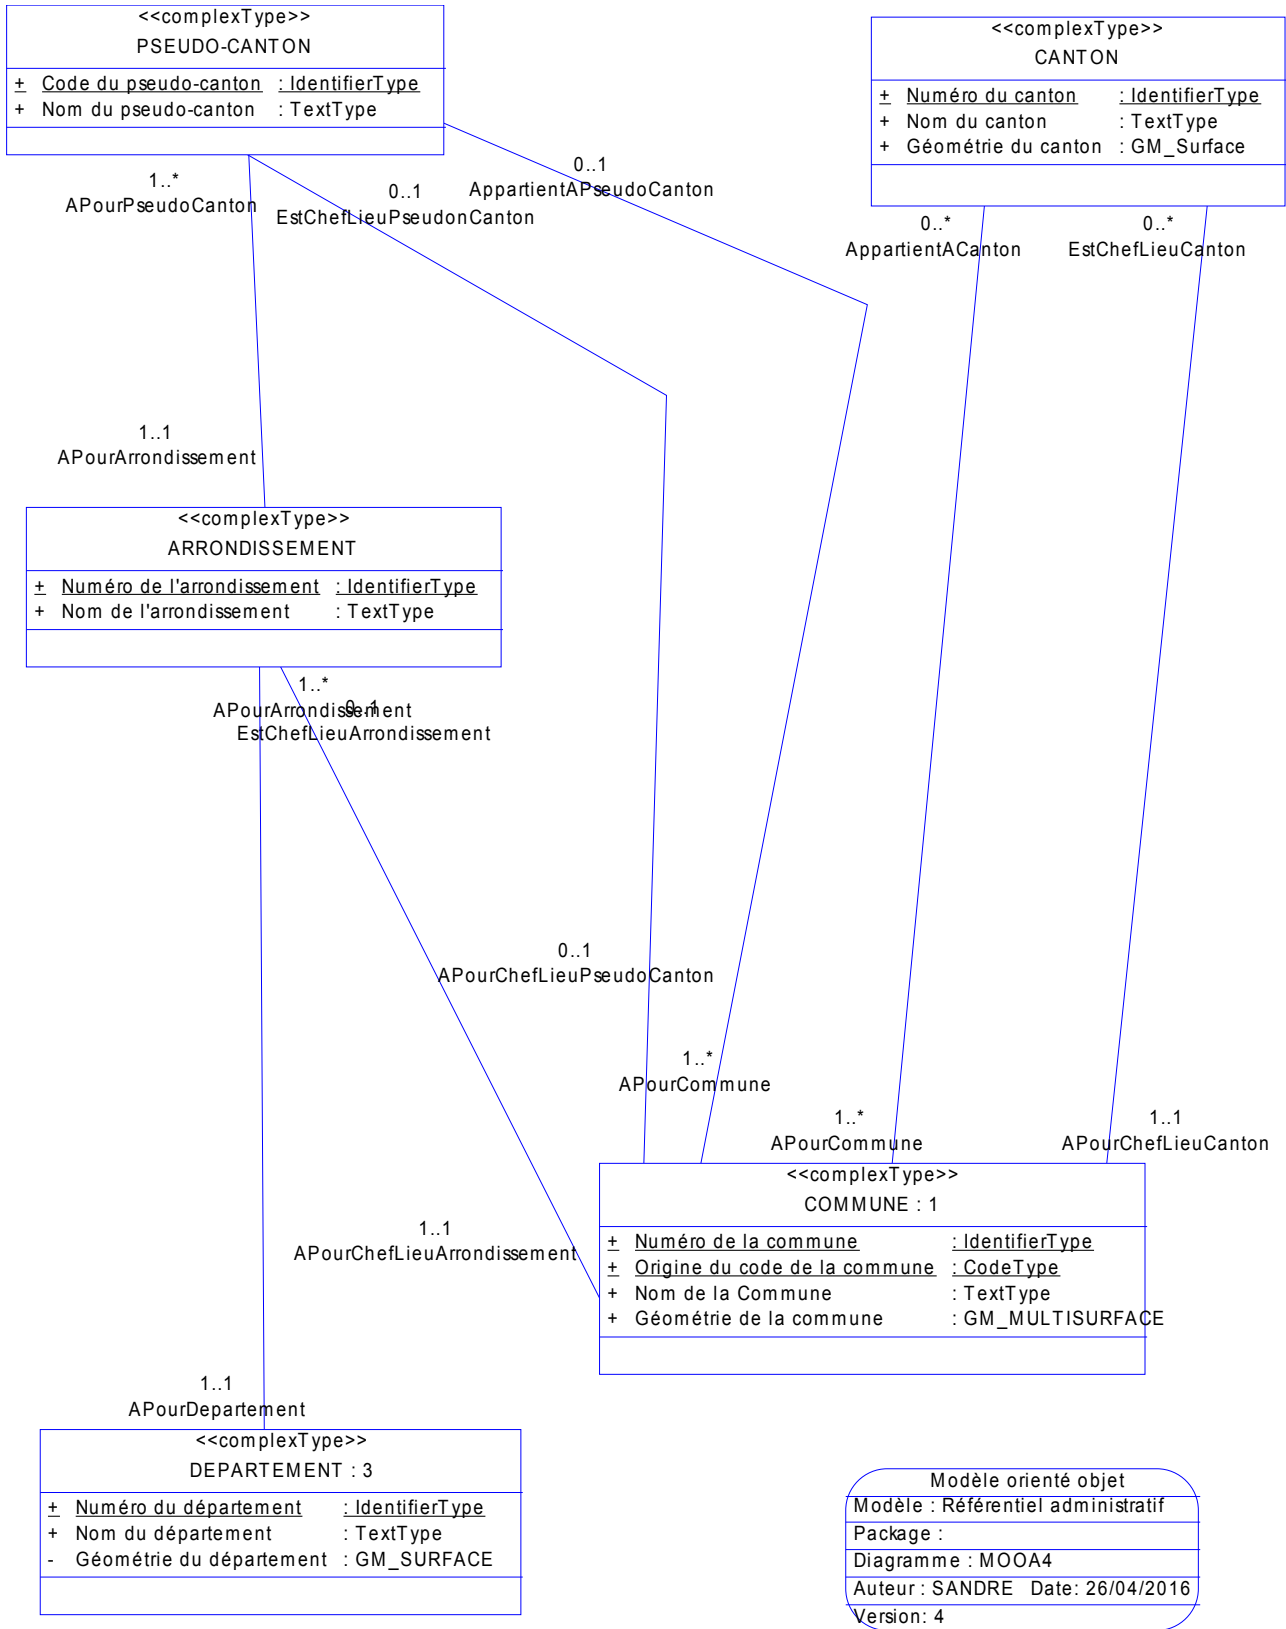 <<complexType>>
PSEUDO-CANTON
+ Code du pseudo-canton : IdentifierType
+ Nom du pseudo-canton : TextType
<<complexType>>
CANTON
+ Numéro du canton : IdentifierType
+ Nom du canton : TextType
+ Géométrie du canton : GM_Surface
1..*
APourPseudoCanton
0..1
EstChefLieuPseudonCanton
0..1
AppartientAPseudoCanton
0..*
AppartientACanton
0..*
EstChefLieuCanton
1..1
APourArrondissement
<<complexType>>
ARRONDISSEMENT
+ Numéro de l'arrondissement : IdentifierType
+ Nom de l'arrondissement : TextType
1..*
APourArrondissement
0..1
EstChefLieuArrondissement
0..1
APourChefLieuPseudoCanton
1..*
APourCommune
1..*
APourCommune
1..1
APourChefLieuCanton
<<complexType>>
COMMUNE : 1
+ Numéro de la commune : IdentifierType
+ Origine du code de la commune : CodeType
+ Nom de la Commune : TextType
+ Géométrie de la commune : GM_MULTISURFACE
1..1
APourChefLieuArrondissement
1..1
APourDepartement
<<complexType>>
DEPARTEMENT : 3
+ Numéro du département : IdentifierType
+ Nom du département : TextType
- Géométrie du département : GM_SURFACE
Modèle orienté objet
Modèle : Référentiel administratif
Package :
Diagramme : MOOA4
Auteur : SANDRE Date: 26/04/2016
Version: 4